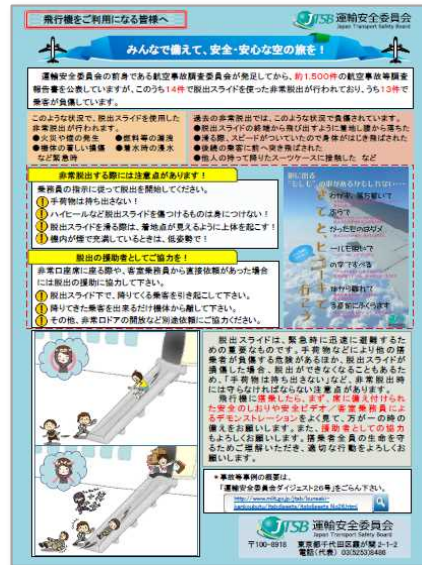 飛行機をご利用になる皆様へ
JTSB 運輸安全委員会
Japan Transport Safety Board
みんなで備えて、安全・安心な空の旅を！
運輸安全委員会の前身である航空事故調査委員会が発足してから、約1,500件の航空事故等調査
報告書を公表していますが、このうち14件で脱出スライドを使った非常脱出が行われており、うち13件で
乗客が負傷しています。
このような状況で、脱出スライドを使用した
非常脱出が行われます。
●火災や煙の発生 ●燃料等の漏洩
●機体の著しい損傷 ●着水時の浸水
など緊急時
過去の非常脱出では、このような状況で負傷されています。
●脱出スライドの終端から飛び出すように着地し腰から落ちた
●滑る際、スピードがついていたので身体がはじき飛ばされた
●後続の乗客に前へ突き飛ばされた
●他人の持って降りたスーツケースに接触した など
非常脱出する際には注意点があります！
乗務員の指示に従って脱出を開始してください。
手荷物は持ち出さない！
ハイヒールなど脱出スライドを傷つけるものは身につけない！
脱出スライドを滑る際は、着地点が見えるように上体を起こす！
機内が煙で充満しているときは、低姿勢で！
脱出の援助者としてご協力を！
非常口座席に座る際や、客室乗務員から直接依頼があった場合
には脱出の援助に協力して下さい。
脱出スライド下で、降りてくる乗客を引き起こして下さい。
降りてきた乗客を出来るだけ機体から離して下さい。
その他、非常口ドアの開放など別途依頼にご協力ください。
脱出スライドは、緊急時に迅速に避難するた
めの重要なものです。手荷物などにより他の搭
乗者が負傷する危険があるほか、脱出スライドが
損傷した場合、脱出ができなくなることもあるた
め、「手荷物は持ち出さない」など、非常脱出時
には守らなければならない注意点があります。
飛行機に搭乗したら、まず、席に備え付けられ
た安全のしおりや安全ビデオ／客室乗務員によ
るデモンストレーションをよく見て、万が一の時の
備えをお願いします。また、援助者としての協力
もよろしくお願いします。搭乗者全員の生命を守
るためご理解いただき、適切な行動をよろしくお
願いします。
・事故等事例の概要は、
「運輸安全委員会ダイジェスト26号」をごらん下さい。
JTSB 運輸安全委員会
Japan Transport Safety Board
〒100-8918 東京都千代田区霞が関2-1-2
電話(代表) 03(5253)8486